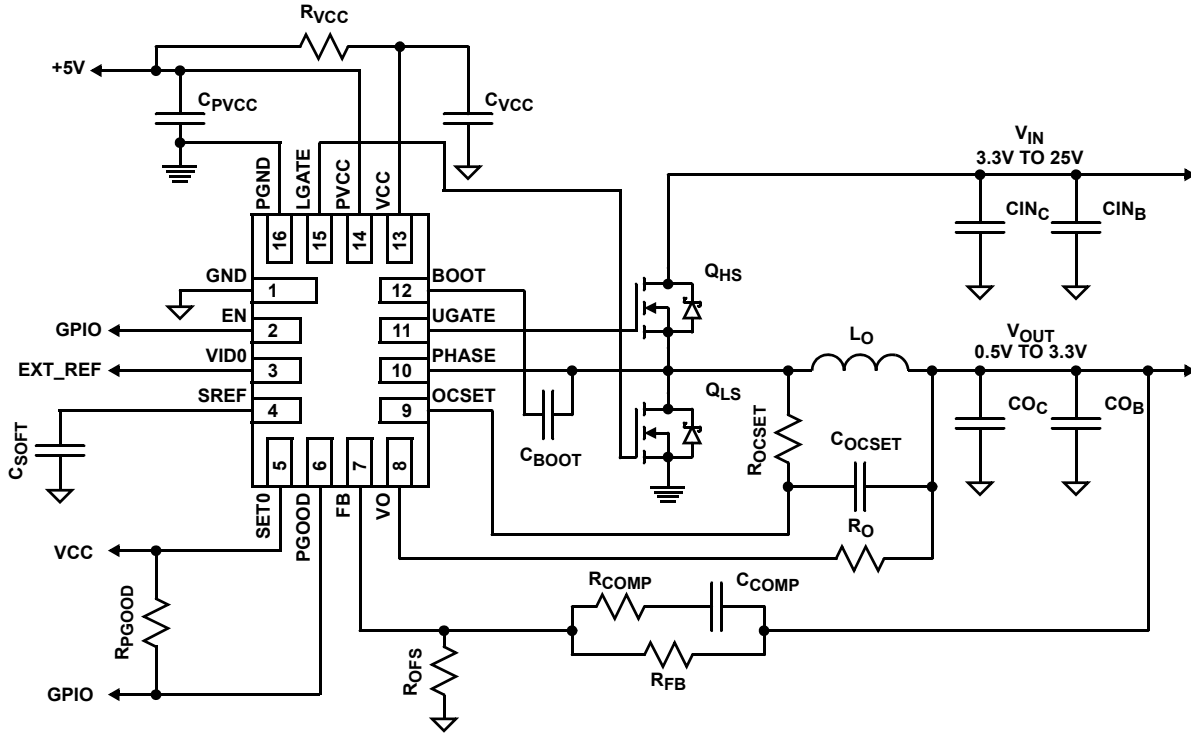 RVCC
+5V
CPVCC
CVCC
VIN
3.3V TO 25V
PGND
LGATE
PVCC
VCC
CINC
CINB
16
15
14
13
GND
1
12
BOOT
QHS
EN
GPIO
2
11
UGATE
LO
VOUT
0.5V TO 3.3V
VID0
EXT_REF
3
10
PHASE
SREF
4
9
OCSET
QLS
CSOFT
CBOOT
ROCSET
COCSET
COC
COB
5
6
7
8
SET0
PGOOD
FB
VO
RO
VCC
RPGOOD
RCOMP
CCOMP
ROFS
RFB
GPIO